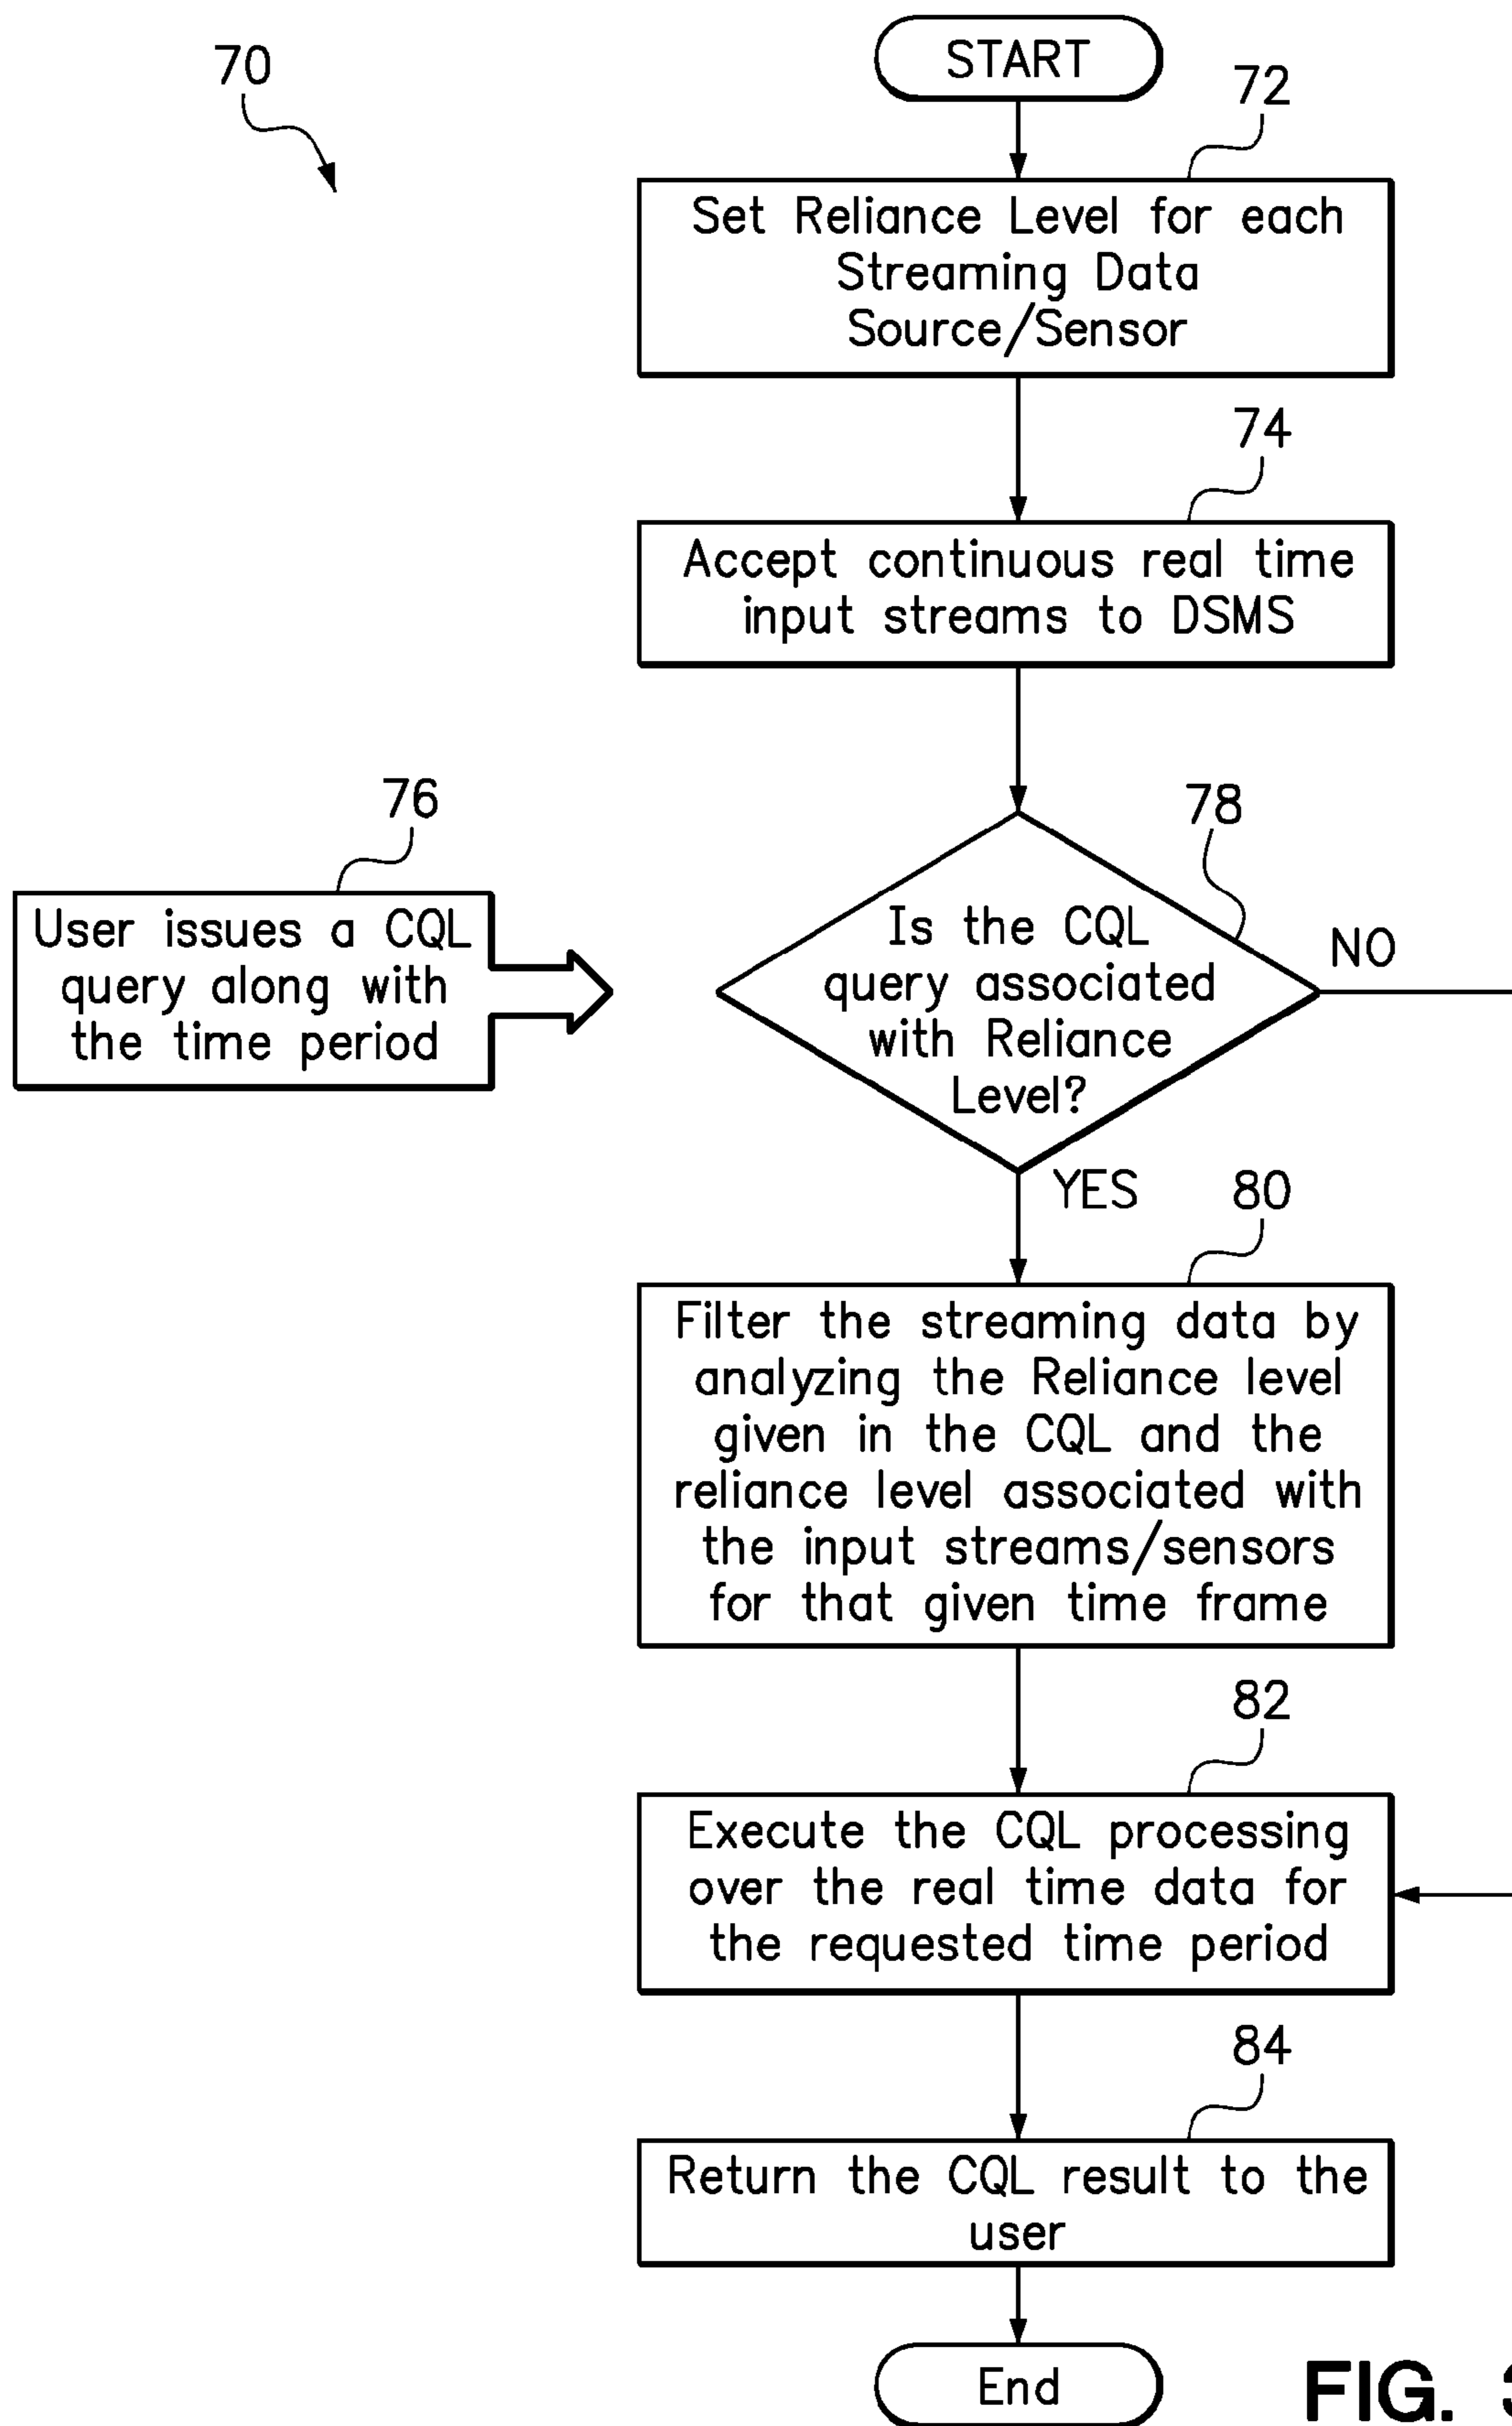 70
START
72
Set Reliance Level for each
Streaming Data
Source/Sensor
74
Accept continuous real time
input streams to DSMS
76
User issues a CQL
query along with
the time period
78
Is the CQL
query associated
with Reliance
Level?
NO
YES
80
Filter the streaming data by
analyzing the Reliance level
given in the CQL and the
reliance level associated with
the input streams/sensors
for that given time frame
82
Execute the CQL processing
over the real time data for
the requested time period
84
Return the CQL result to the
user
End
FIG. 3